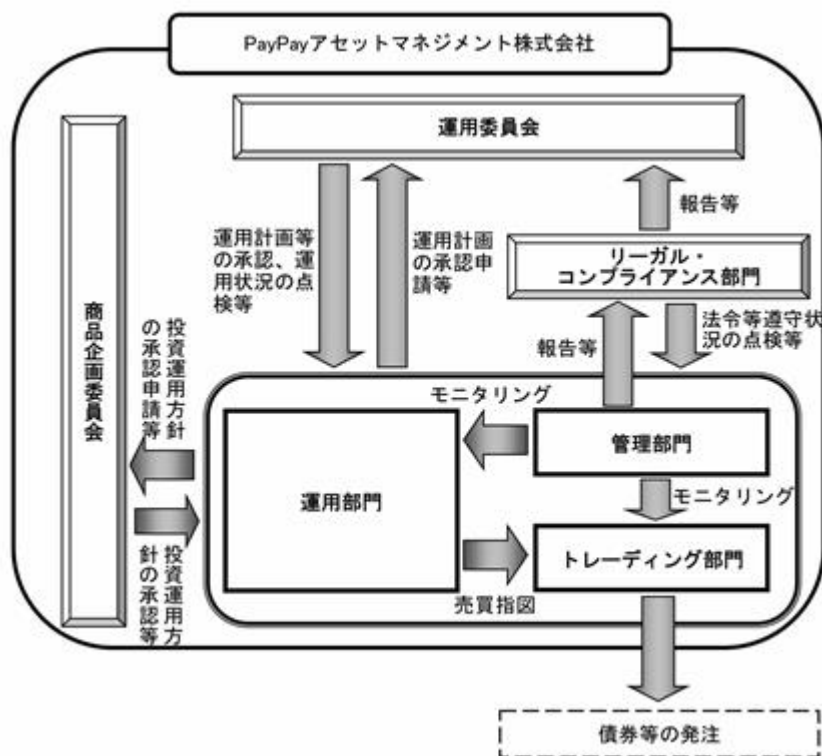 PayPayアセットマネジメント株式会社
運用委員会
運用計画等
の承認、運
用状況の点
検等
運用計画
の承認申
請等
報告等
リーガル・
コンプライアンス部門
報告等
法令等遵守状
況の点検等
商品企画委員会
投資運用方針
の承認申請等
投資運用方
針の承認等
モニタリング
運用部門
管理部門
モニタリング
トレーディング部門
売買指図
債券等の発注